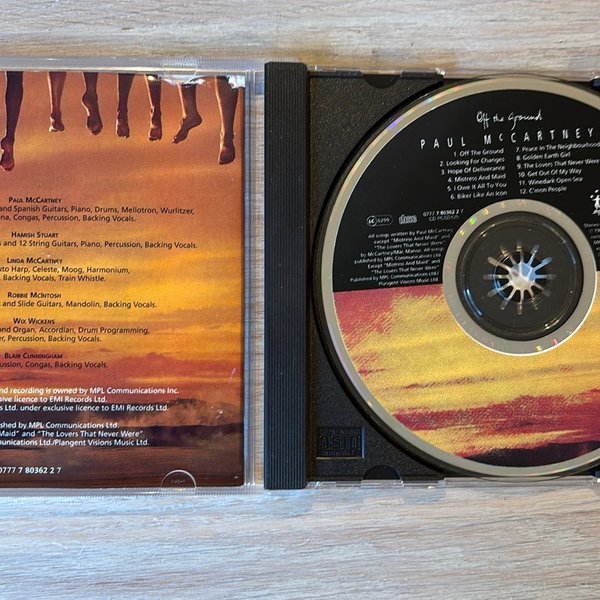 PAUL MCCARTNEY
and Spanish Guitars, Piano, Drums, Mellotron, Wurlitzer,
Congas, Percussion, Backing Vocals.
HAMISH STUART
and 12 String Guitars, Piano, Percussion, Backing Vocals.
LINDA MCCARTNEY
Harp, Celeste, Moog, Harmonium,
Backing Vocals, Train Whistle.
ROBBIE MCINTOSH
and Slide Guitars, Mandolin, Backing Vocals.
WIX WICKENS
and Organ, Accordian, Drum Programming,
Percussion, Backing Vocals.
BLAIR CUNNINGHAM
Congas, Backing Vocals.
and recording is owned by MPL Communications Inc.
licence to EMI Records Ltd.
Ltd. under exclusive licence to EMI Records Ltd.
by MPL Communications Ltd.
Maid" and "The Lovers That Never Were"
Ltd./Plangent Visions Music Ltd.
0777 7 80362 2 7
Off the Ground
PAUL McCARTNEY
1. Off The Ground
2. Looking For Changes
3. Hope Of Deliverance
4. Mistress And Maid
5. I Owe It All To You
6. Biker Like An Icon
7. Peace In The Neighbourhood
8. Golden Earth Girl
9. The Lovers That Never Were
10. Get Out Of My Way
11. Winedark Open Sea
12. C'mon People
LC 0299
disc
0777 7 80362 2 7
CD PCSD125
All songs written by Paul McCartney
except "Mistress And Maid" and
"The Lovers That Never Were"
by McCartney/Mac Manus. All songs
published by MPL Communications Ltd.
Except "Mistress And Maid" and
"The Lovers That Never Were"
Published by MPL Communications Ltd./
Plangent Visions Music Ltd.
Stereo
disc